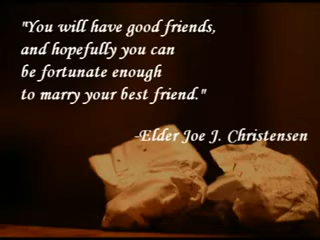 "You will have good friends,
and hopefully you can
be fortunate enough
to marry your best friend."
-Elder Joe J. Christensen